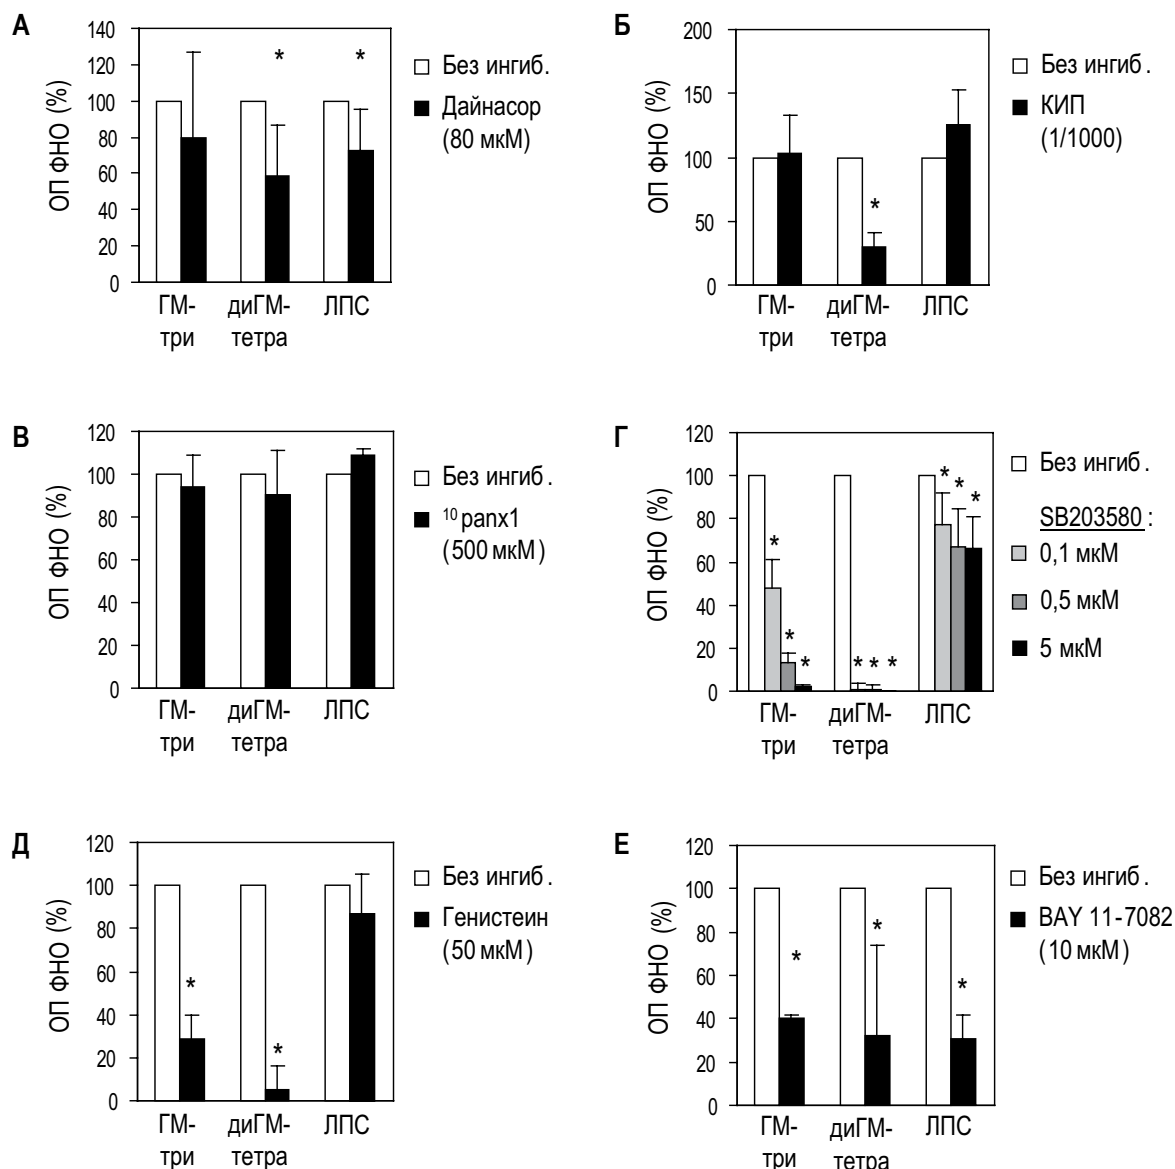 А
ОП ФНО (%)
140
120
100
80
60
40
20
0
* *
ГМ-
три
диГМ-
тетра
ЛПС
Без ингиб.
Дайнасор
(80 мкМ)
Б
ОП ФНО (%)
200
150
100
50
0
*
ГМ-
три
диГМ-
тетра
ЛПС
Без ингиб.
КИП
(1/1000)
В
ОП ФНО (%)
120
100
80
60
40
20
0
ГМ-
три
диГМ-
тетра
ЛПС
Без ингиб.
¹⁰panx1
(500 мкМ)
Г
ОП ФНО (%)
120
100
80
60
40
20
0
* * *
* * *
* * *
ГМ-
три
диГМ-
тетра
ЛПС
Без ингиб.
SB203580:
0,1 мкМ
0,5 мкМ
5 мкМ
Д
ОП ФНО (%)
120
100
80
60
40
20
0
* *
ГМ-
три
диГМ-
тетра
ЛПС
Без ингиб.
Генистеин
(50 мкМ)
Е
ОП ФНО (%)
120
100
80
60
40
20
0
* * *
ГМ-
три
диГМ-
тетра
ЛПС
Без ингиб.
BAY 11-7082
(10 мкМ)